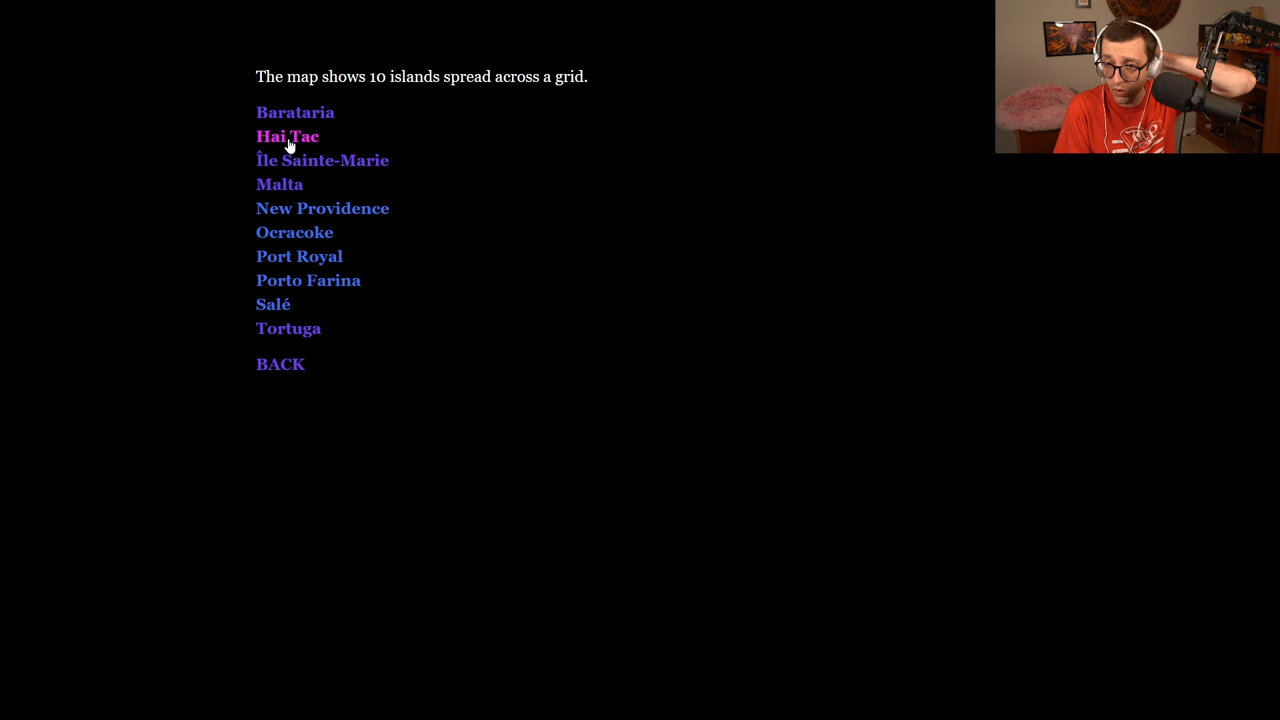 The map shows 10 islands spread across a grid.
Barataria
Hai Tac
Île Sainte-Marie
Malta
New Providence
Ocracoke
Port Royal
Porto Farina
Salé
Tortuga
BACK